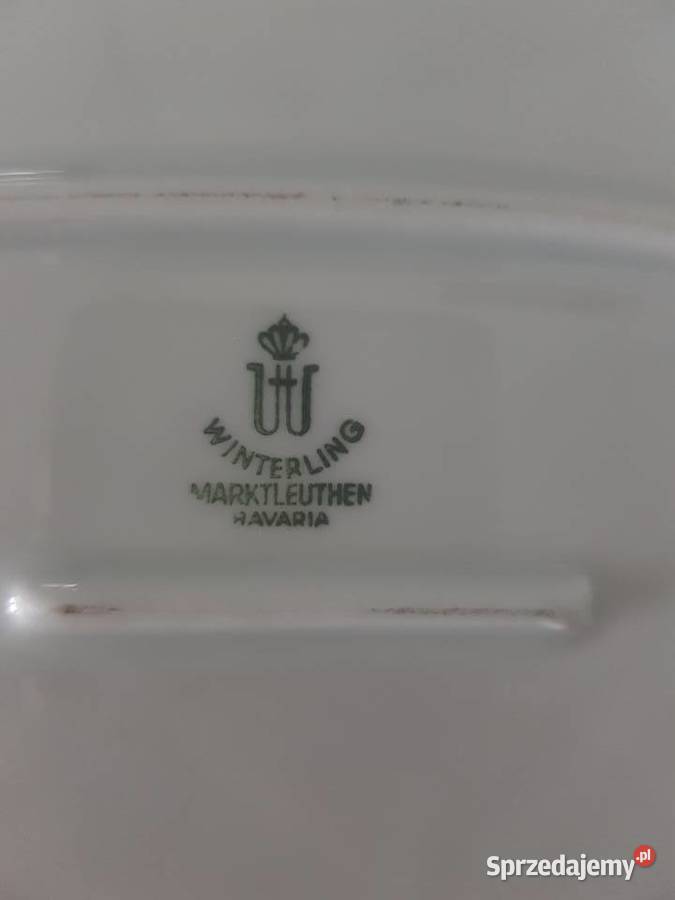 WINTERLING
MARKTLEUTHEN
BAVARIA
Sprzedajemy.pl